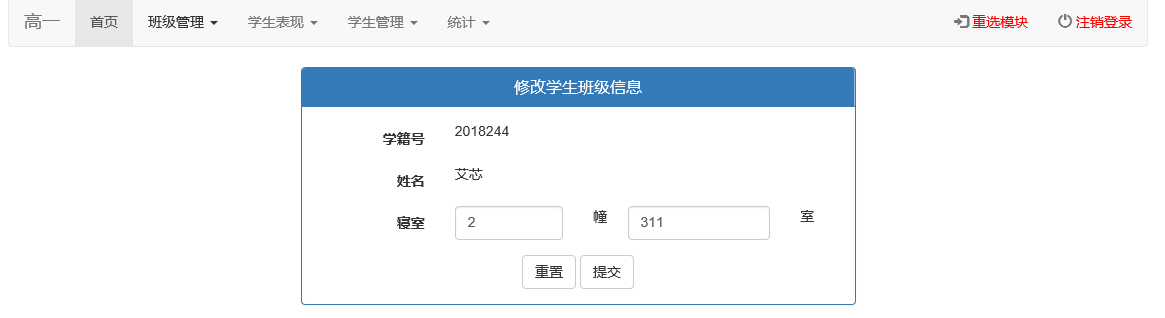 高一 首页 班级管理 学生表现 学生管理 统计 重选模块 注销登录
修改学生班级信息
学籍号 2018244
姓名 艾芯
寝室 2 幢 311 室
重置 提交